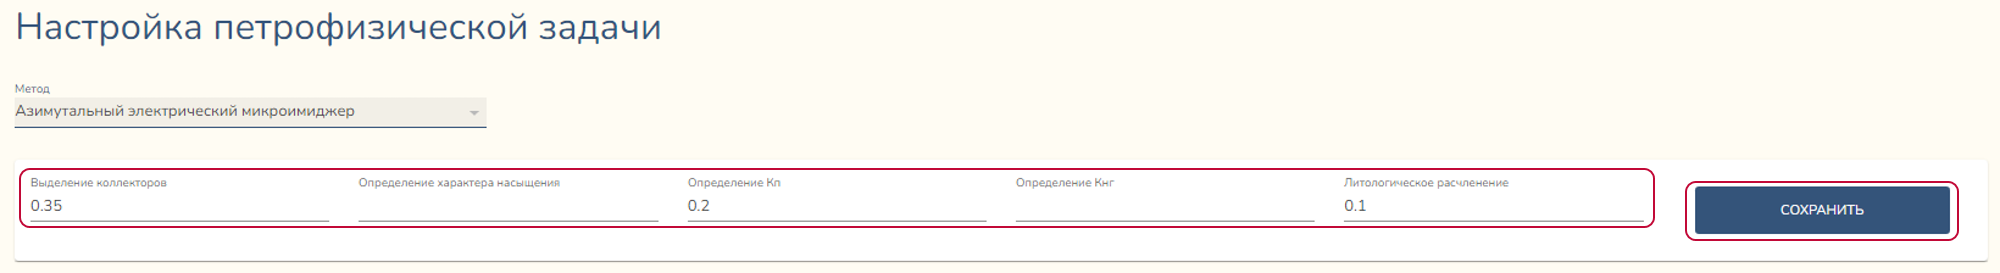 Настройка петрофизической задачи
Метод
Азимутальный электрический микроимиджер
Выделение коллекторов
Определение характера насыщения
Определение Кп
Определение Кнг
Литологическое расчленение
0.35
0.2
0.1
СОХРАНИТЬ